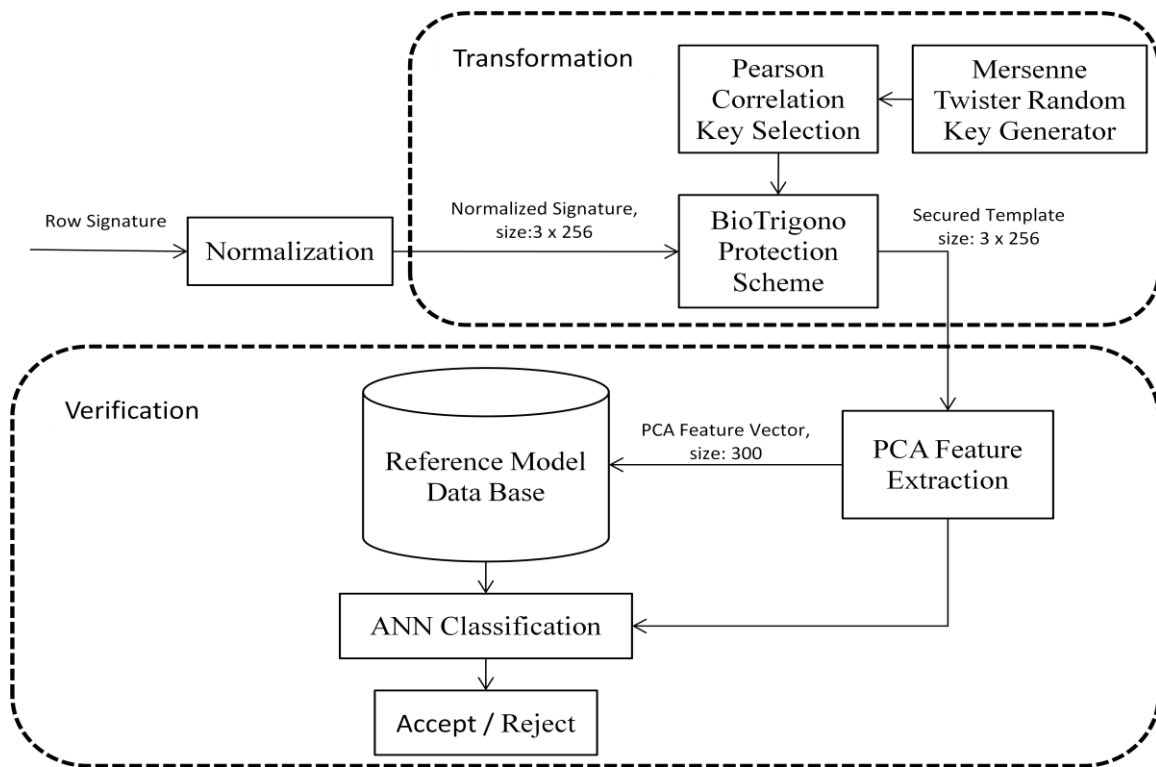 Transformation
Pearson
Correlation
Key Selection
Mersenne
Twister Random
Key Generator
Row Signature
Normalization
Normalized Signature,
size:3 x 256
BioTrigono
Protection
Scheme
Secured Template
size: 3 x 256
Verification
Reference Model
Data Base
PCA Feature Vector,
size: 300
PCA Feature
Extraction
ANN Classification
Accept / Reject